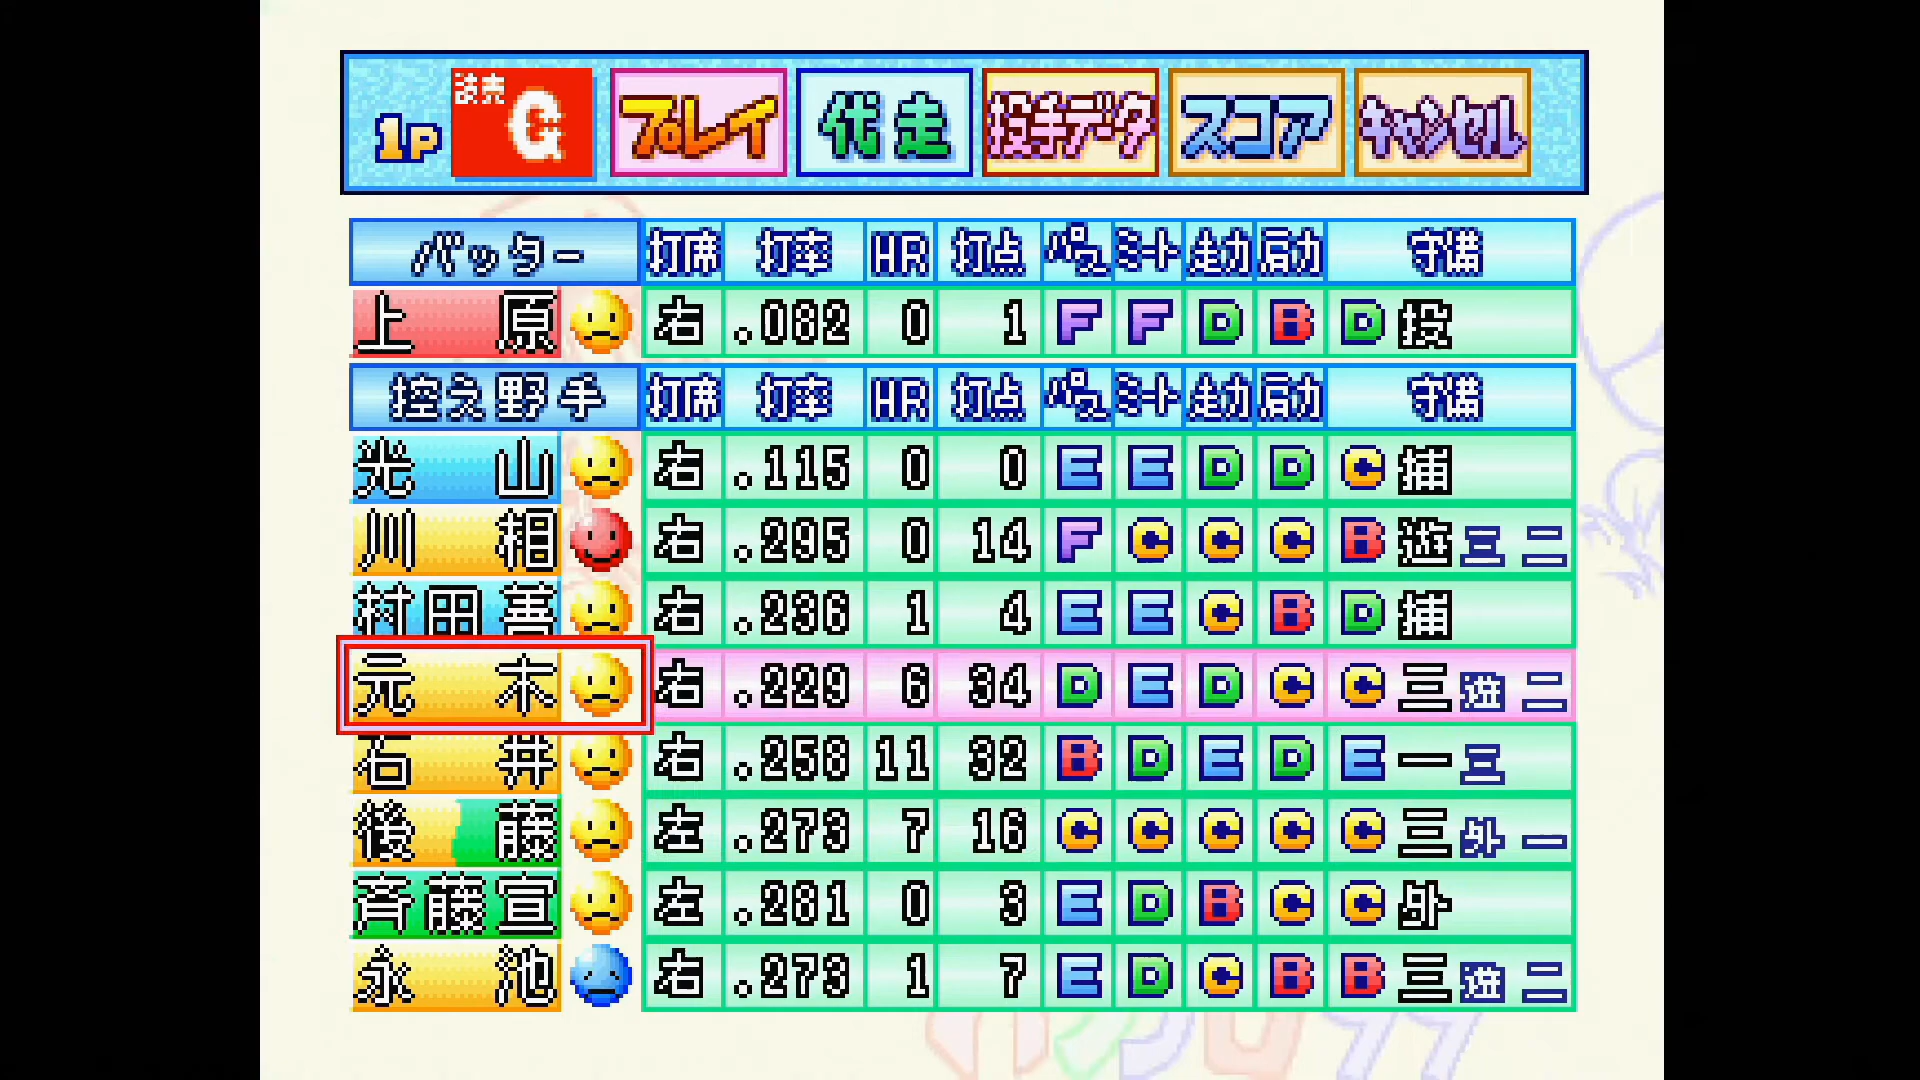 1P 読売 G プレイ 代走 投手データ スコア キャンセル
バッター 打席 打率 HR 打点 パワー ミート 走力 肩力 守備
上原 右 .082 0 1 F F D B D 投
控え野手 打席 打率 HR 打点 パワー ミート 走力 肩力 守備
光山 右 .115 0 0 E E D D C 捕
川相 右 .295 0 14 F C C C B 遊 三 二
村田善 右 .236 1 4 E E C B D 捕
元木 右 .229 6 34 D E D C C 三 遊 二
石井 右 .258 11 32 B D E D E 一 三
後藤 左 .273 7 16 C C C C C 三 外 一
斉藤宣 左 .281 0 3 E D B C C 外
永池 右 .273 1 7 E D C B B 三 遊 二